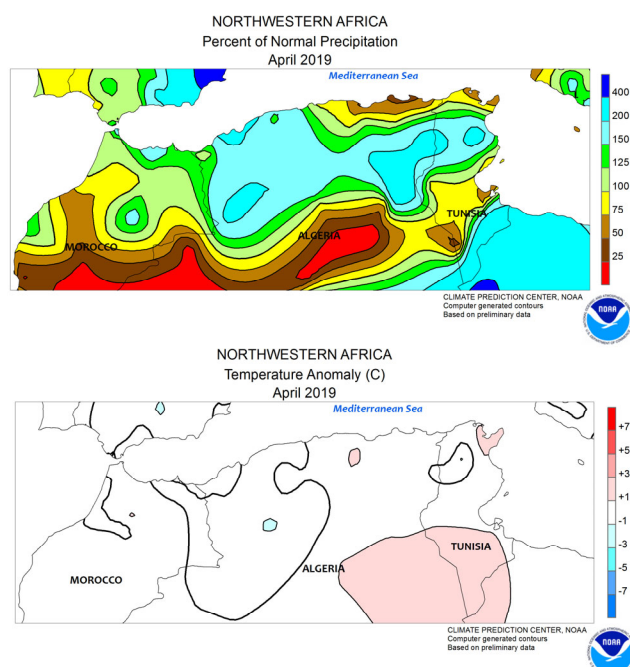 NORTHWESTERN AFRICA
Percent of Normal Precipitation
April 2019
Mediterranean Sea
MOROCCO
ALGERIA
TUNISIA
400
200
175
125
100
75
50
25
CLIMATE PREDICTION CENTER, NOAA
Computer generated contours
Based on preliminary data
NOAA
NORTHWESTERN AFRICA
Temperature Anomaly (C)
April 2019
Mediterranean Sea
MOROCCO
ALGERIA
TUNISIA
+7
+5
+3
+1
-1
-3
-5
-7
CLIMATE PREDICTION CENTER, NOAA
Computer generated contours
Based on preliminary data
NOAA